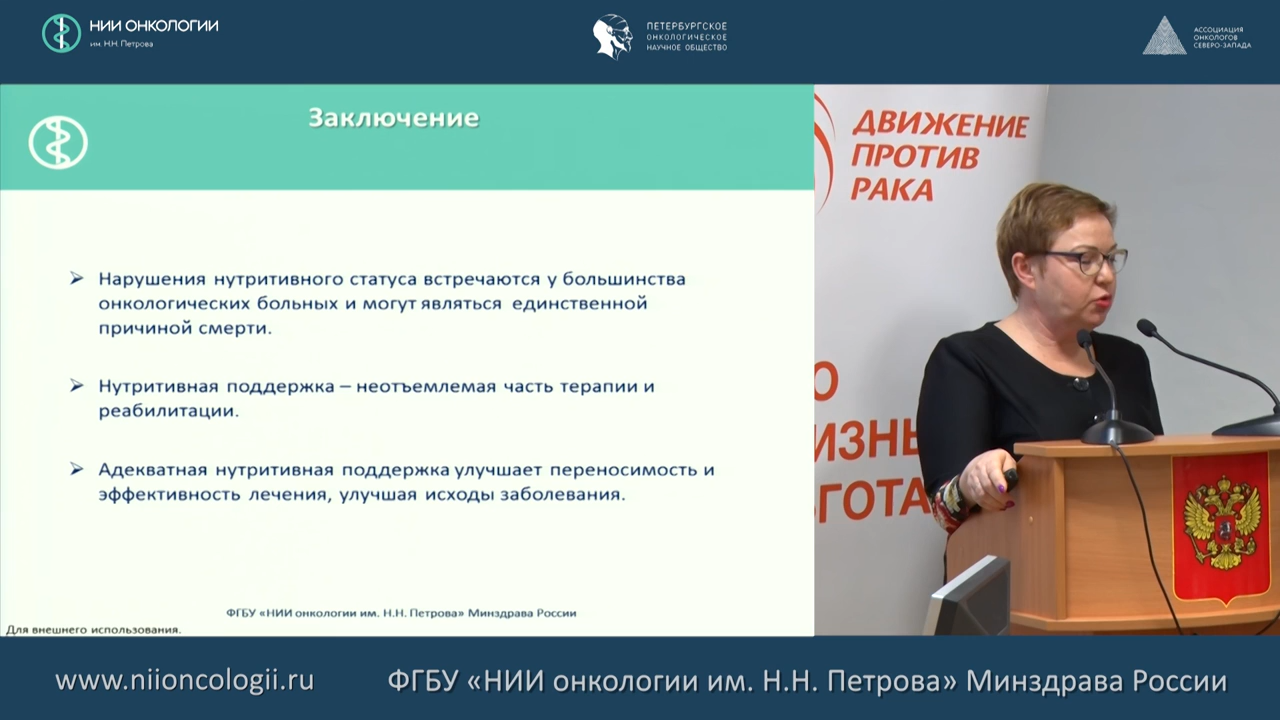 НИИ ОНКОЛОГИИ
им. Н.Н. Петрова
ПЕТЕРБУРГСКОЕ
ОНКОЛОГИЧЕСКОЕ
НАУЧНОЕ ОБЩЕСТВО
АССОЦИАЦИЯ
ОНКОЛОГОВ
СЕВЕРО-ЗАПАДА
Заключение
Нарушения нутритивного статуса встречаются у большинства
онкологических больных и могут являться единственной
причиной смерти.
Нутритивная поддержка – неотъемлемая часть терапии и
реабилитации.
Адекватная нутритивная поддержка улучшает переносимость и
эффективность лечения, улучшая исходы заболевания.
ФГБУ «НИИ онкологии им. Н.Н. Петрова» Минздрава России
Для внешнего использования.
ДВИЖЕНИЕ
ПРОТИВ
РАКА
www.niioncologii.ru
ФГБУ «НИИ онкологии им. Н.Н. Петрова» Минздрава России